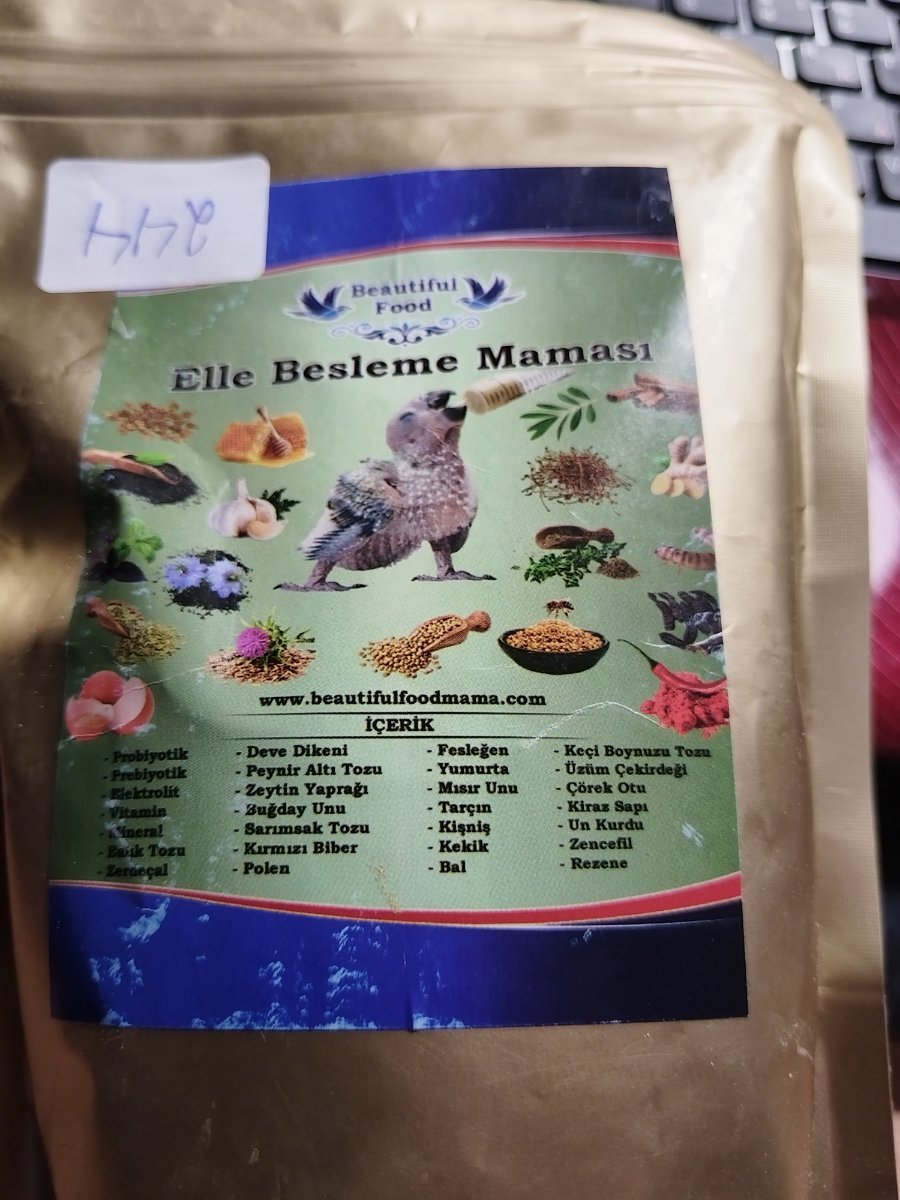 Beautiful
Food
Elle Besleme Maması
www.beautifulfoodmama.com
İÇERİK
- Probiyotik
- Prebiyotik
- Elektrolit
- Vitamin
- Mineral
- Balık Tozu
- Zerdeçal
- Deve Dikeni
- Peynir Altı Tozu
- Zeytin Yaprağı
- Buğday Unu
- Sarımsak Tozu
- Kırmızı Biber
- Polen
- Fesleğen
- Yumurta
- Mısır Unu
- Tarçın
- Kişniş
- Kekik
- Bal
- Keçi Boynuzu Tozu
- Üzüm Çekirdeği
- Çörek Otu
- Kiraz Sapı
- Un Kurdu
- Zencefil
- Rezene